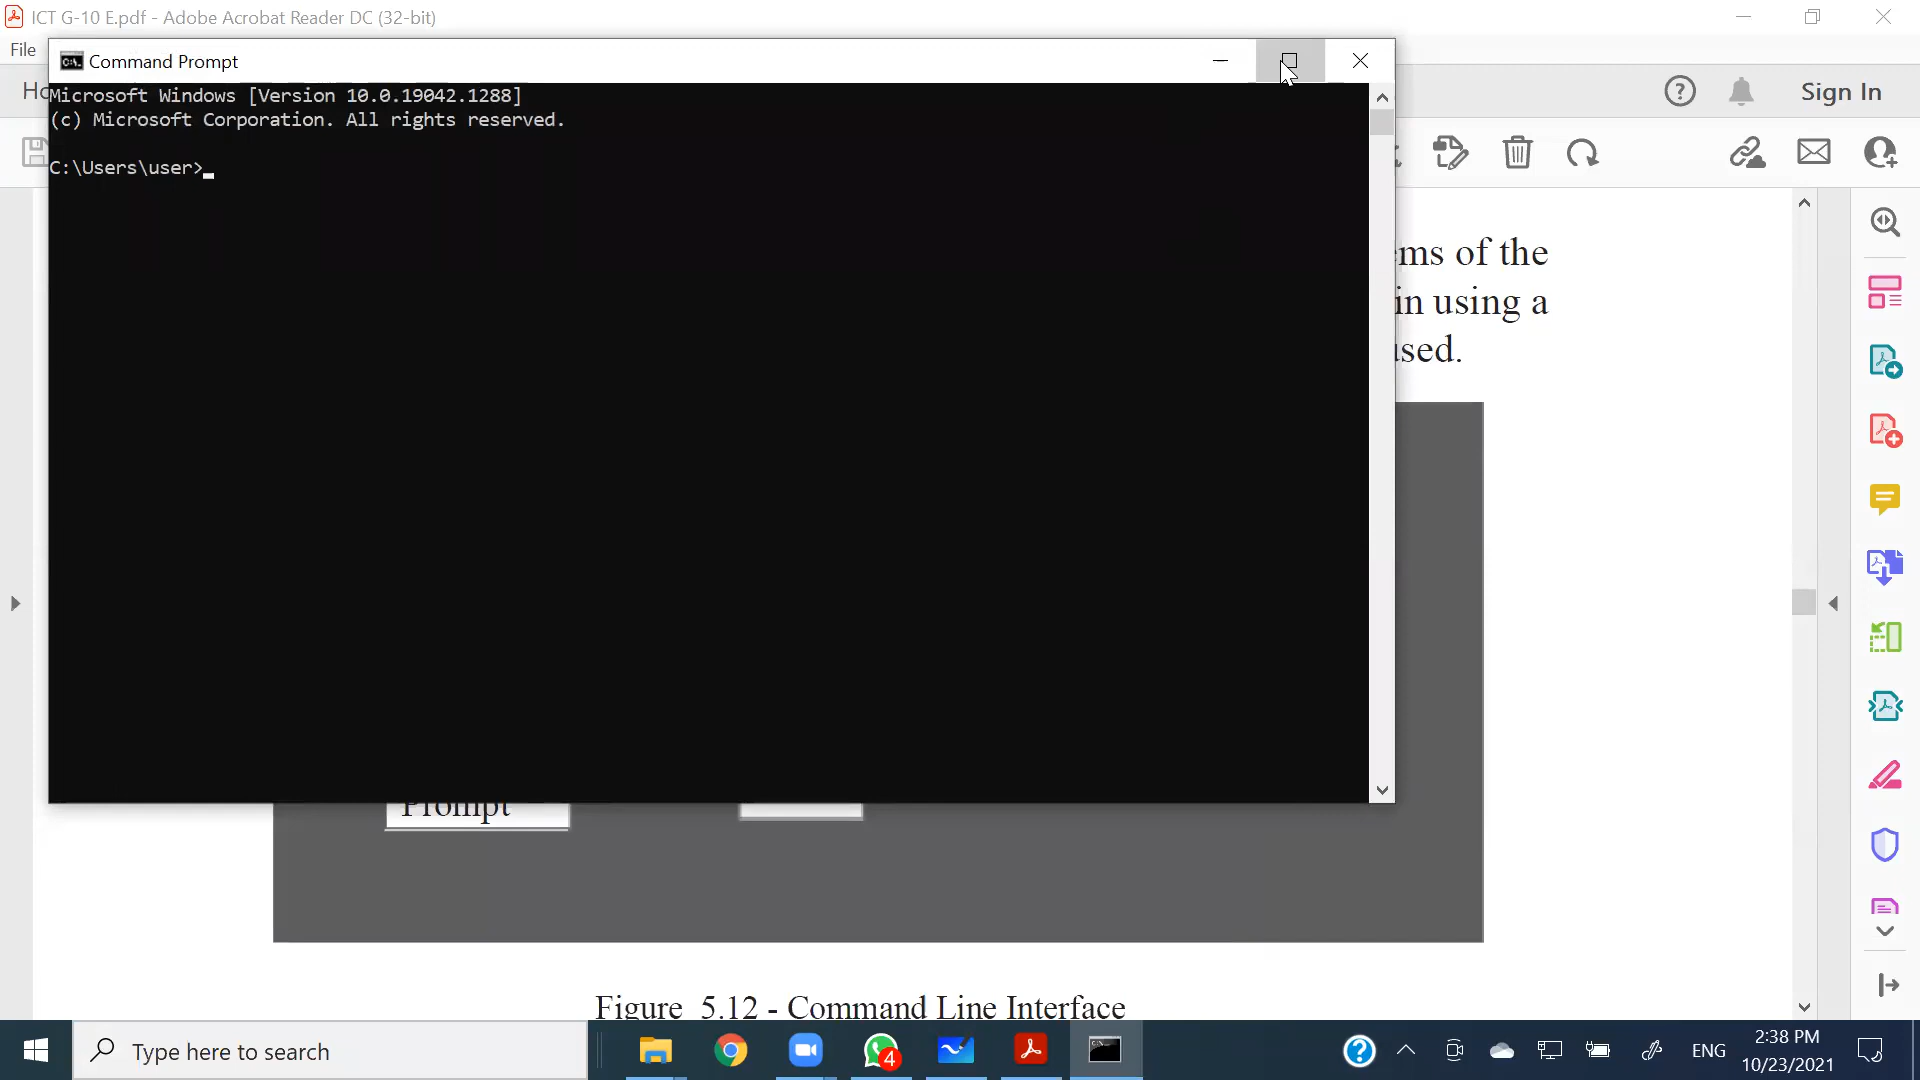 ICT G-10 E.pdf - Adobe Acrobat Reader DC (32-bit)
File
Command Prompt
Sign In
Microsoft Windows [Version 10.0.19042.1288]
(c) Microsoft Corporation. All rights reserved.
C:\Users\user>
of the
in using a
Prompt
Figure 5.12 - Command Line Interface
Type here to search
4
ENG
2:38 PM
10/23/2021